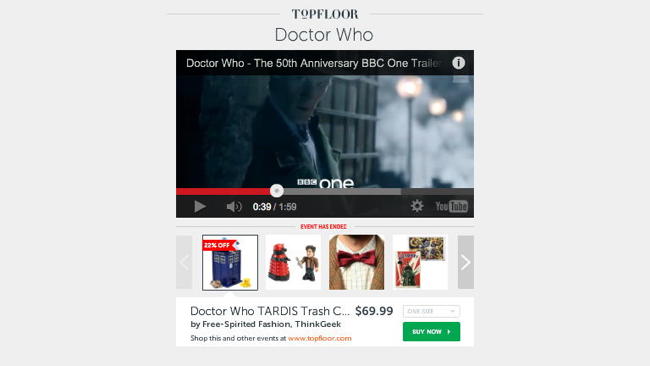 TOPFLOOR
Doctor Who
Doctor Who - The 50th Anniversary BBC One Trailer
BBC one
0:39 / 1:59
YouTube
EVENT HAS ENDED
22% OFF
Doctor Who TARDIS Trash C... $69.99
ONE SIZE
by Free-Spirited Fashion, ThinkGeek
BUY NOW
Shop this and other events at www.topfloor.com